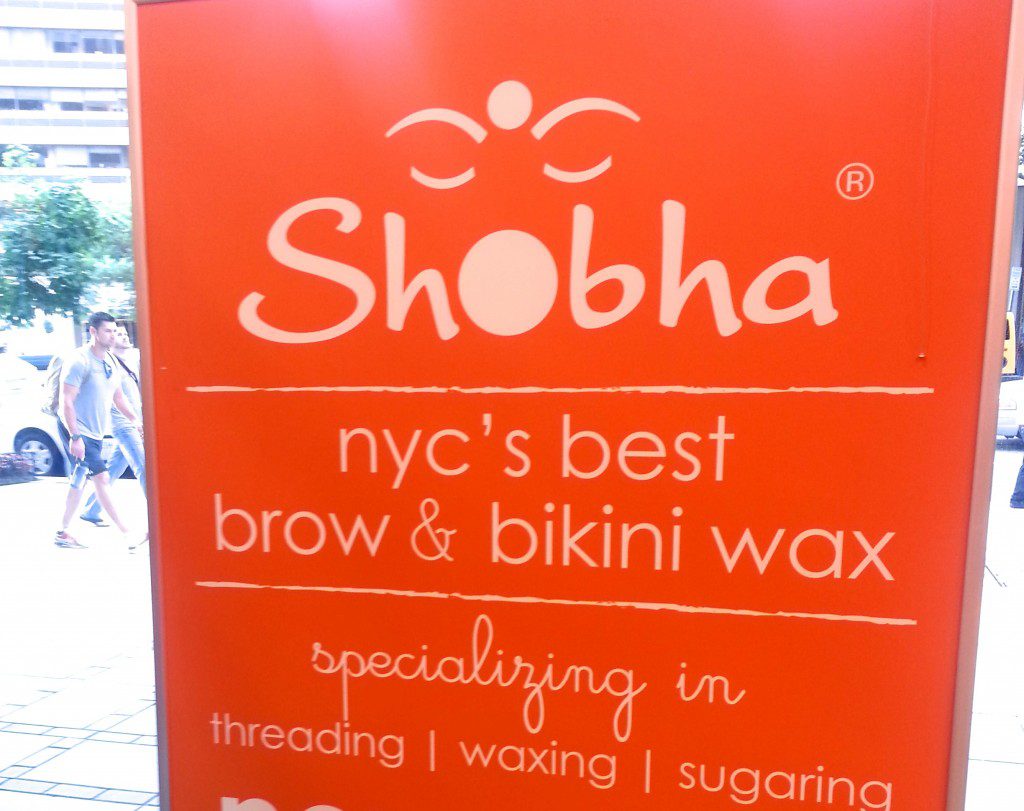 Shobha®
nyc's best
brow & bikini wax
specializing in
threading | waxing | sugaring